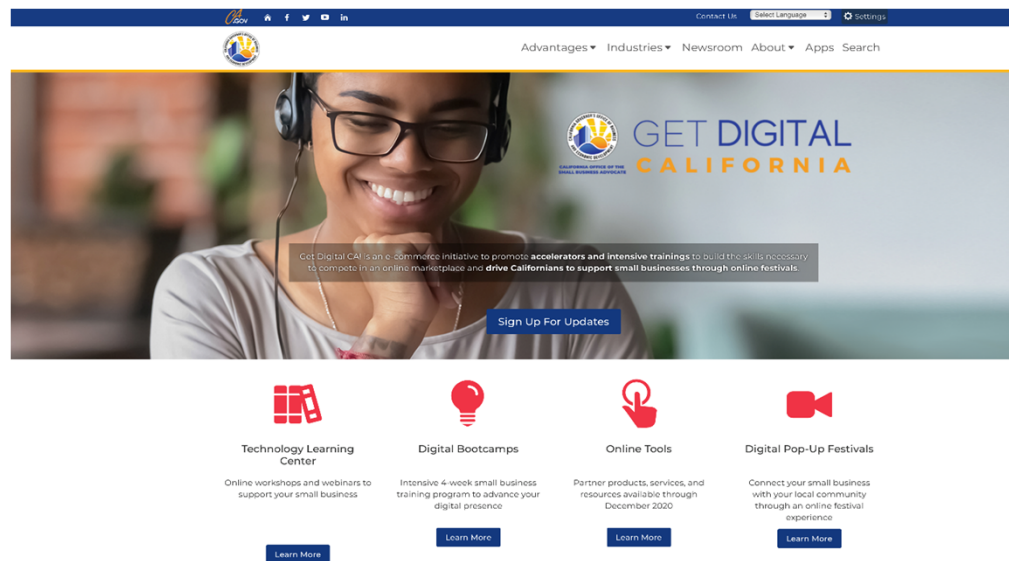 CA.GOV
Contact Us
Select Language
Settings
Advantages
Industries
Newsroom
About
Apps
Search
GET DIGITAL
CALIFORNIA
CALIFORNIA OFFICE OF THE
SMALL BUSINESS ADVOCATE
Get Digital CA! is an e-commerce initiative to promote accelerators and intensive trainings to build the skills necessary
to compete in an online marketplace and drive Californians to support small businesses through online festivals
Sign Up For Updates
Technology Learning
Center
Online workshops and webinars to
support your small business
Learn More
Digital Bootcamps
Intensive 4-week small business
training program to advance your
digital presence
Learn More
Online Tools
Partner products, services, and
resources available through
December 2020
Learn More
Digital Pop-Up Festivals
Connect your small business
with your local community
through an online festival
experience
Learn More